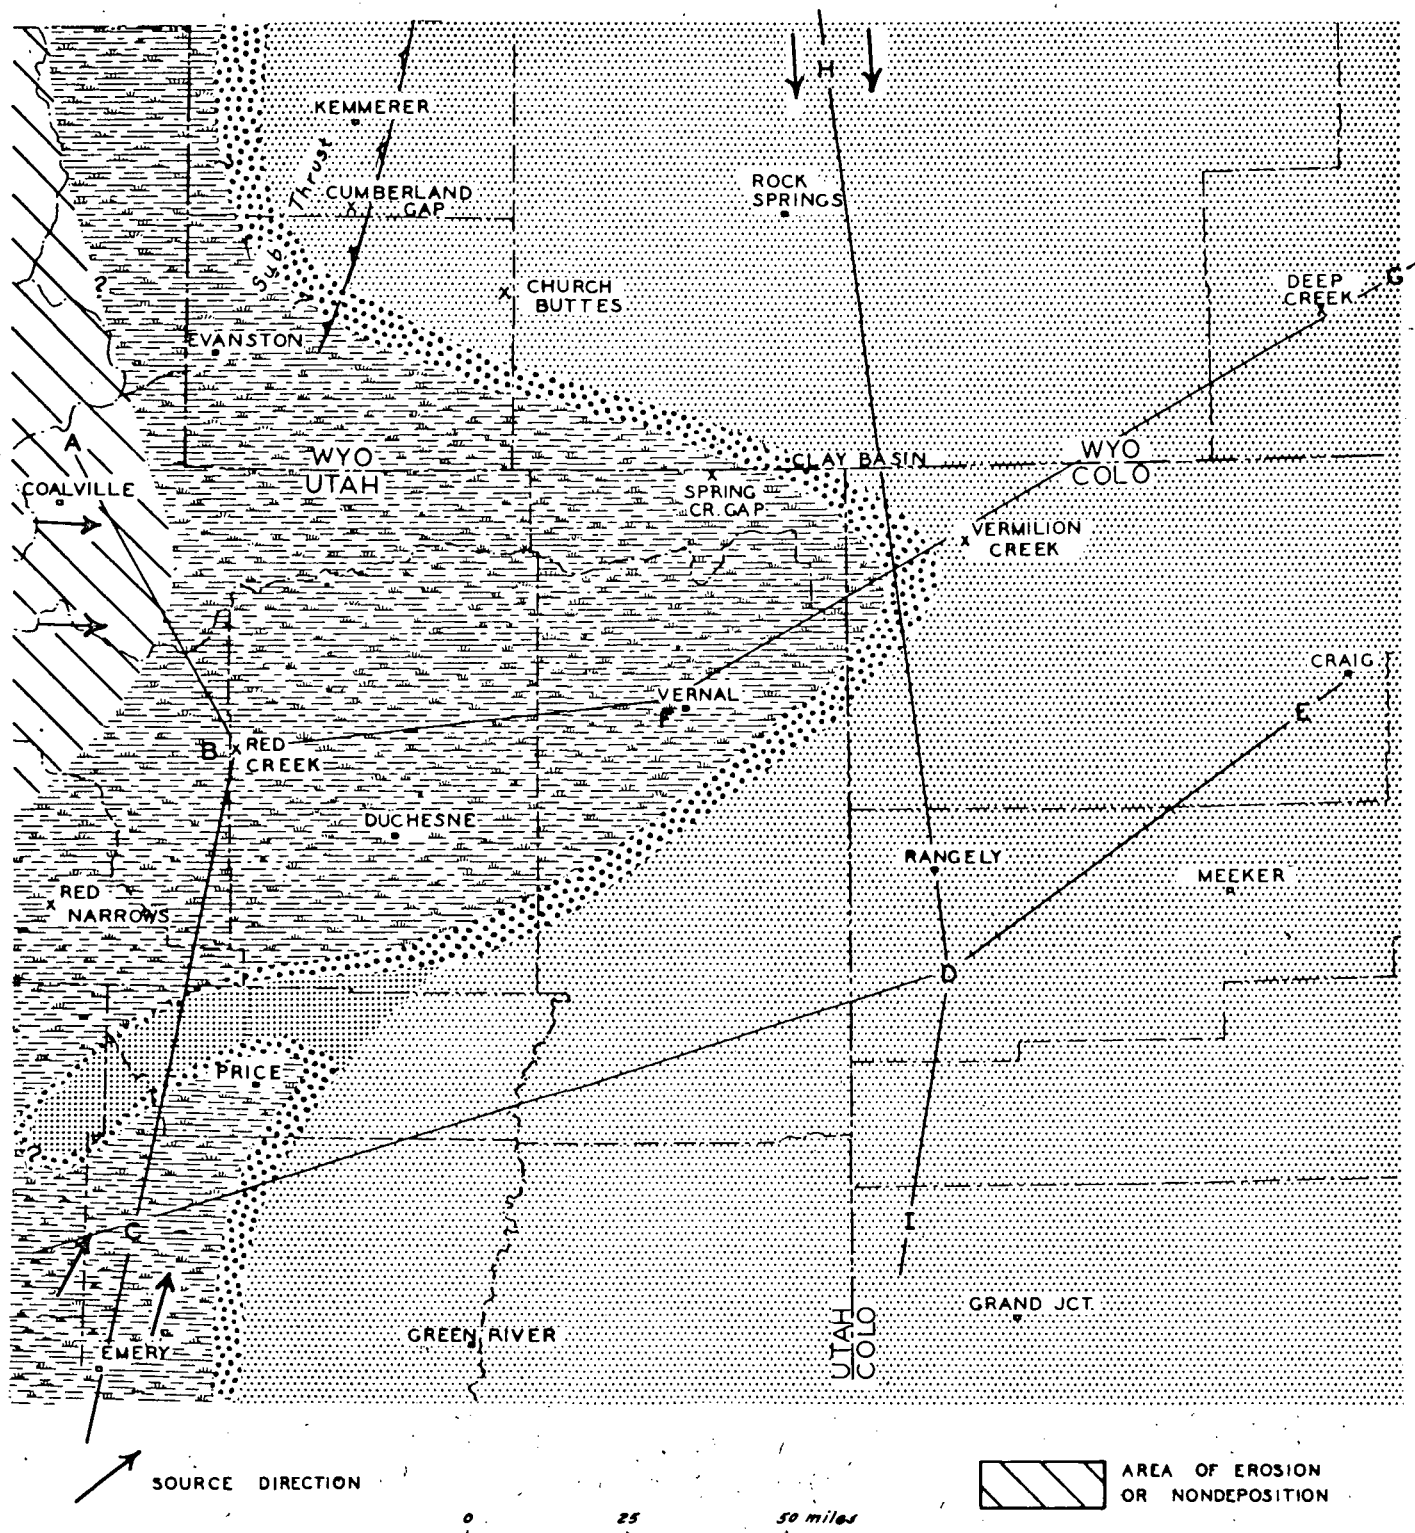 H
KEMMERER
Sub Thrust
CUMBERLAND
GAP
ROCK
SPRINGS
CHURCH
BUTTES
DEEP
CREEK
G
?
EVANSTON
A
WYO
UTAH
CLAY BASIN
WYO
COLO
COALVILLE
SPRING
CR. GAP
VERMILION
CREEK
CRAIG
VERNAL
F
E
B
RED
CREEK
DUCHESNE
RANGELY
MEEKER
RED
NARROWS
D
PRICE
?
C
I
GRAND JCT.
EMERY
GREEN RIVER
UTAH
COLO
SOURCE DIRECTION
AREA OF EROSION
OR NONDEPOSITION
0 25 50 miles